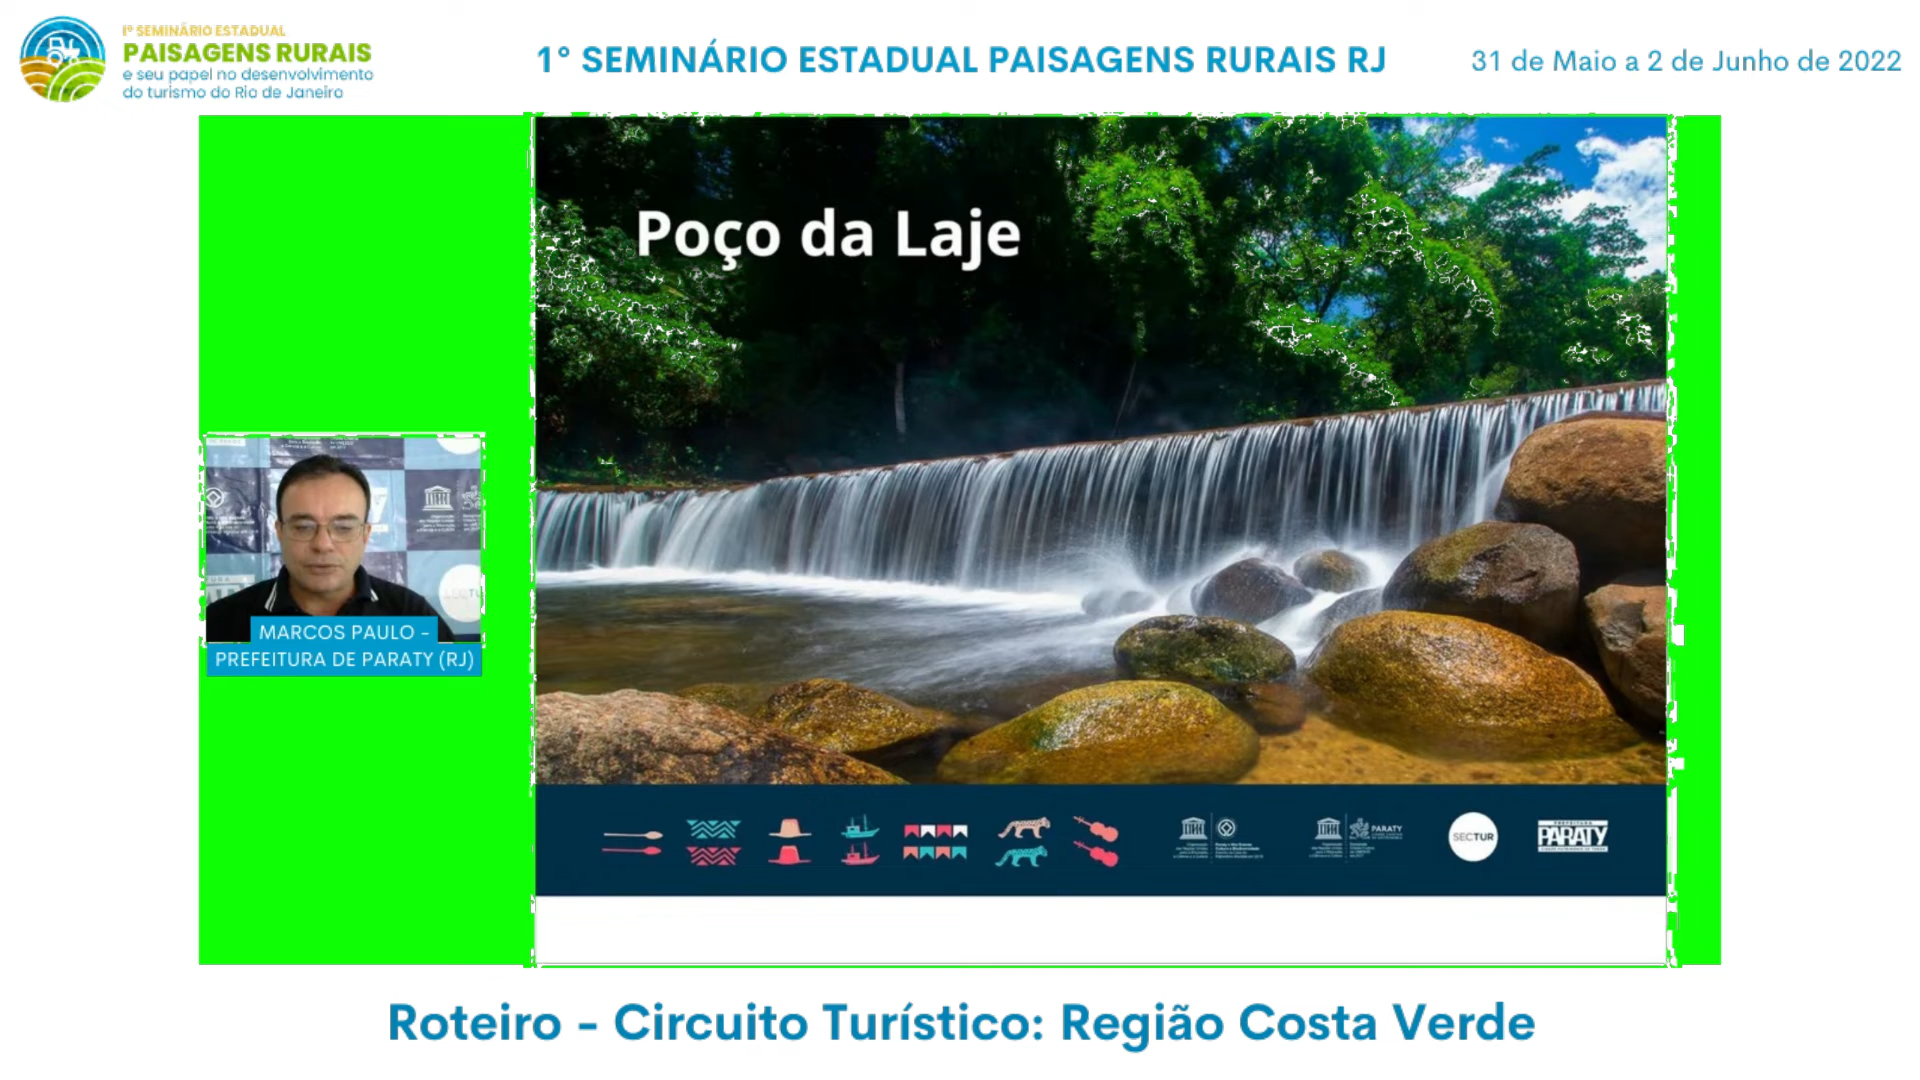 1º SEMINÁRIO ESTADUAL
PAISAGENS RURAIS
e seu papel no desenvolvimento
do turismo do Rio de Janeiro
1° SEMINÁRIO ESTADUAL PAISAGENS RURAIS RJ
31 de Maio a 2 de Junho de 2022
Poço da Laje
MARCOS PAULO -
PREFEITURA DE PARATY (RJ)
PARATY
SECTUR
PREFEITURA
PARATY
Roteiro - Circuito Turístico: Região Costa Verde